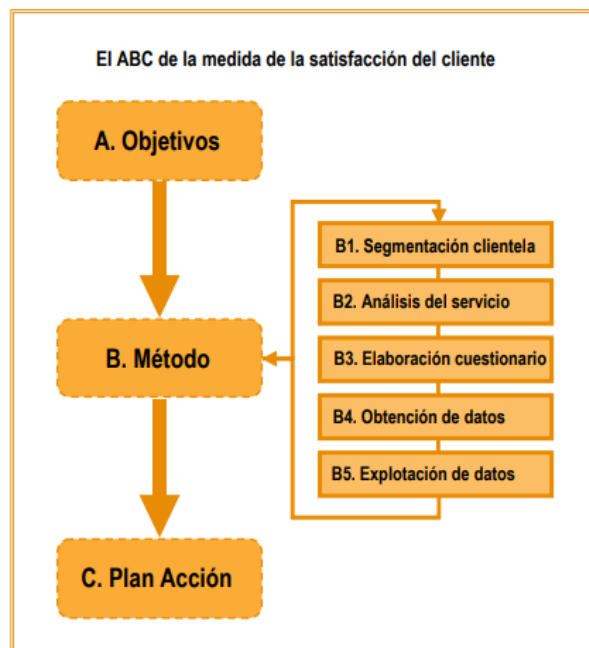 El ABC de la medida de la satisfacción del cliente
A. Objetivos
B. Método
B1. Segmentación clientela
B2. Análisis del servicio
B3. Elaboración cuestionario
B4. Obtención de datos
B5. Explotación de datos
C. Plan Acción